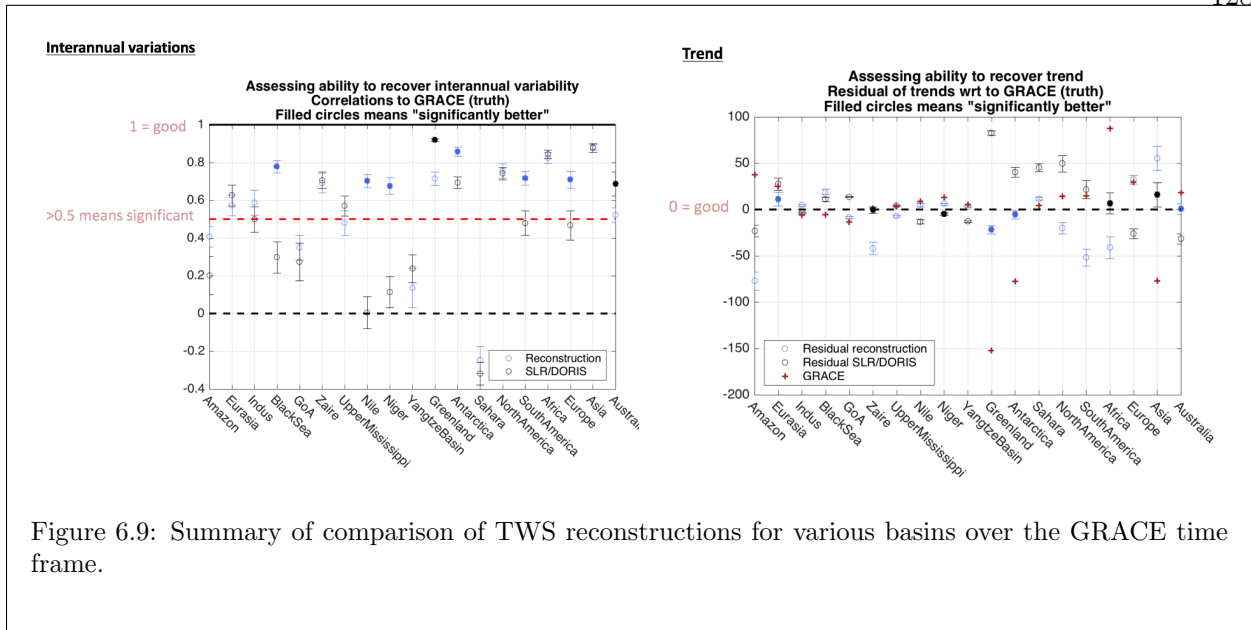 Interannual variations
Assessing ability to recover interannual variability
Correlations to GRACE (truth)
Filled circles means "significantly better"
1 = good
>0.5 means significant
1
0.8
0.6
0.4
0.2
0
-0.2
-0.4
Reconstruction
SLR/DORIS
Amazon
Eurasia
Indus
BlackSea
GoA
Zaire
UpperMississippi
Nile
Niger
YangtzeBasin
Greenland
Antarctica
Sahara
NorthAmerica
SouthAmerica
Africa
Europe
Asia
Trend
Assessing ability to recover trend
Residual of trends wrt to GRACE (truth)
Filled circles means "significantly better"
0 = good
100
50
0
-50
-100
-150
-200
Residual reconstruction
Residual SLR/DORIS
GRACE
Amazon
Eurasia
Indus
BlackSea
GoA
Zaire
UpperMississippi
Nile
Niger
YangtzeBasin
Greenland
Antarctica
Sahara
NorthAmerica
SouthAmerica
Africa
Europe
Asia
Australia
Figure 6.9: Summary of comparison of TWS reconstructions for various basins over the GRACE time
frame.